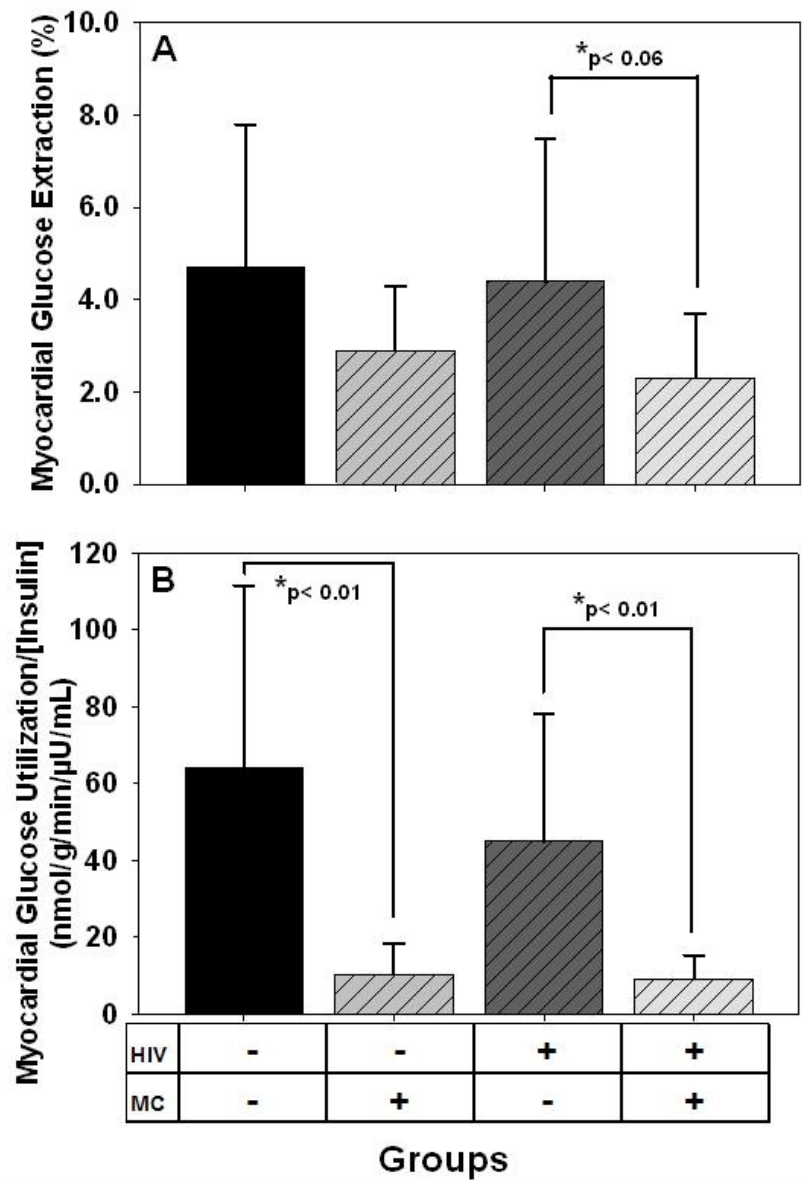 A
*p< 0.06
Myocardial Glucose Extraction (%)
10.0
8.0
6.0
4.0
2.0
0.0
B
*p< 0.01
*p< 0.01
Myocardial Glucose Utilization/[Insulin]
(nmol/g/min/µU/mL)
120
100
80
60
40
20
0
HIV - - + +
MC - + - +
Groups